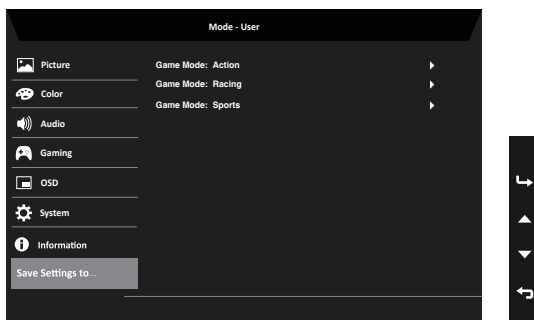 Mode - User
Picture
Color
Audio
Gaming
OSD
System
Information
Save Settings to...
Game Mode: Action
Game Mode: Racing
Game Mode: Sports